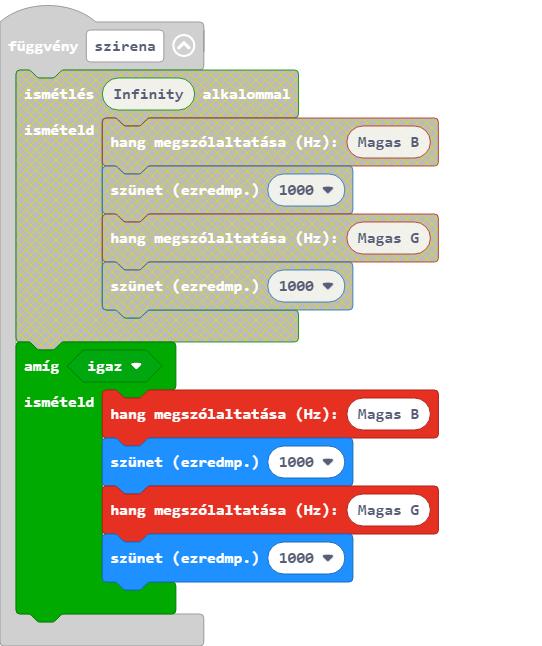 függvény szirena
ismétlés Infinity alkalommal
ismételd
hang megszólaltatása (Hz): Magas B
szünet (ezredmp.) 1000
hang megszólaltatása (Hz): Magas G
szünet (ezredmp.) 1000
amíg igaz
ismételd
hang megszólaltatása (Hz): Magas B
szünet (ezredmp.) 1000
hang megszólaltatása (Hz): Magas G
szünet (ezredmp.) 1000